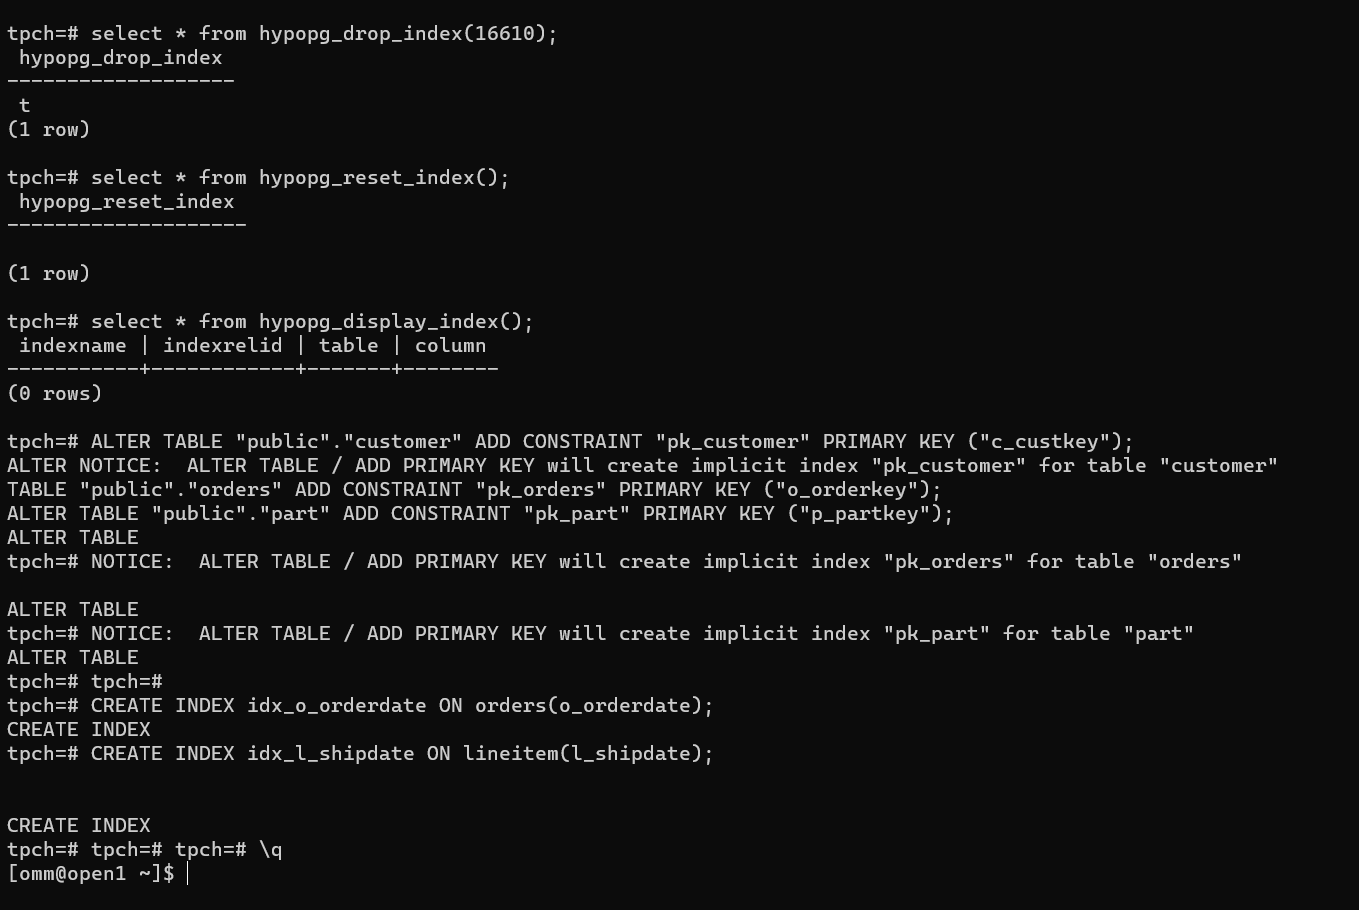 tpch=# select * from hypopg_drop_index(16610);
 hypopg_drop_index
-------------------
 t
(1 row)

tpch=# select * from hypopg_reset_index();
 hypopg_reset_index
--------------------

(1 row)

tpch=# select * from hypopg_display_index();
 indexname | indexrelid | table | column
-----------+------------+-------+--------
(0 rows)

tpch=# ALTER TABLE "public"."customer" ADD CONSTRAINT "pk_customer" PRIMARY KEY ("c_custkey");
ALTER NOTICE:  ALTER TABLE / ADD PRIMARY KEY will create implicit index "pk_customer" for table "customer"
TABLE "public"."orders" ADD CONSTRAINT "pk_orders" PRIMARY KEY ("o_orderkey");
ALTER TABLE "public"."part" ADD CONSTRAINT "pk_part" PRIMARY KEY ("p_partkey");
ALTER TABLE
tpch=# NOTICE:  ALTER TABLE / ADD PRIMARY KEY will create implicit index "pk_orders" for table "orders"

ALTER TABLE
tpch=# NOTICE:  ALTER TABLE / ADD PRIMARY KEY will create implicit index "pk_part" for table "part"
ALTER TABLE
tpch=# tpch=#
tpch=# CREATE INDEX idx_o_orderdate ON orders(o_orderdate);
CREATE INDEX
tpch=# CREATE INDEX idx_l_shipdate ON lineitem(l_shipdate);


CREATE INDEX
tpch=# tpch=# tpch=# \q
[omm@open1 ~]$